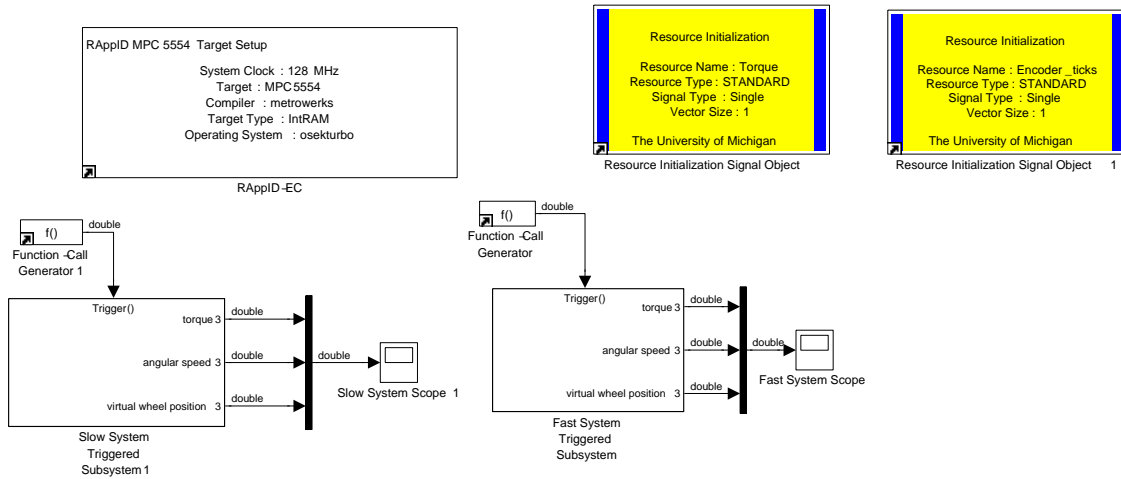 RAppID MPC 5554 Target Setup
System Clock : 128 MHz
Target : MPC5554
Compiler : metrowerks
Target Type : IntRAM
Operating System : osekturbo
RAppID -EC
Resource Initialization
Resource Name : Torque
Resource Type : STANDARD
Signal Type : Single
Vector Size : 1
The University of Michigan
Resource Initialization Signal Object
Resource Initialization
Resource Name : Encoder _ticks
Resource Type : STANDARD
Signal Type : Single
Vector Size : 1
The University of Michigan
Resource Initialization Signal Object 1
f()
double
Function -Call
Generator 1
Trigger()
torque 3
double
angular speed 3
double
virtual wheel position 3
double
double
Slow System Scope 1
Slow System
Triggered
Subsystem 1
f()
double
Function -Call
Generator
Trigger()
torque 3
double
angular speed 3
double
virtual wheel position 3
double
double
Fast System Scope
Fast System
Triggered
Subsystem